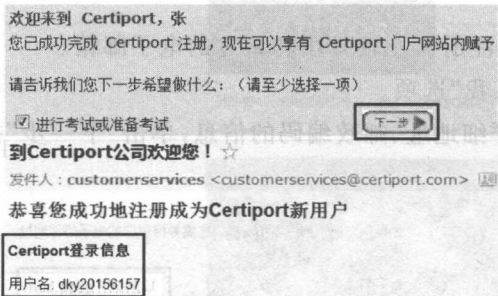 欢迎来到 Certiport，张
您已成功完成 Certiport 注册，现在可以享有 Certiport 门户网站内赋予
请告诉我们您下一步希望做什么：（请至少选择一项）
进行考试或准备考试
下一步
到Certiport公司欢迎您！☆
发件人：customerservices <customerservices@certiport.com>
恭喜您成功地注册成为Certiport新用户
Certiport登录信息
用户名: dky20156157